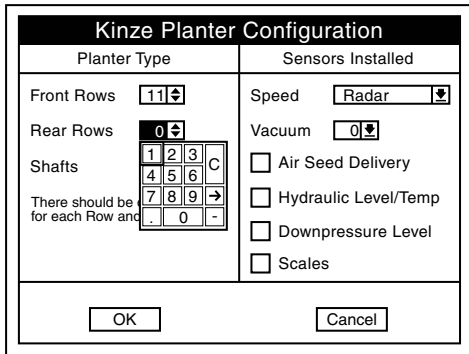 Kinze Planter Configuration
Planter Type
Sensors Installed
Front Rows 11
Speed Radar
Rear Rows 0
Vacuum 0
1 2 3 C
4 5 6
7 8 9 →
. 0 -
Shafts
Air Seed Delivery
There should be
for each Row and
Hydraulic Level/Temp
Downpressure Level
Scales
OK
Cancel